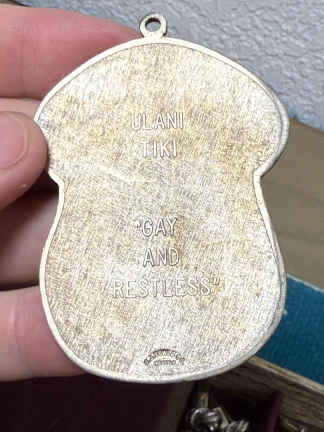 ULANI
TIKI
"GAY
AND
RESTLESS"